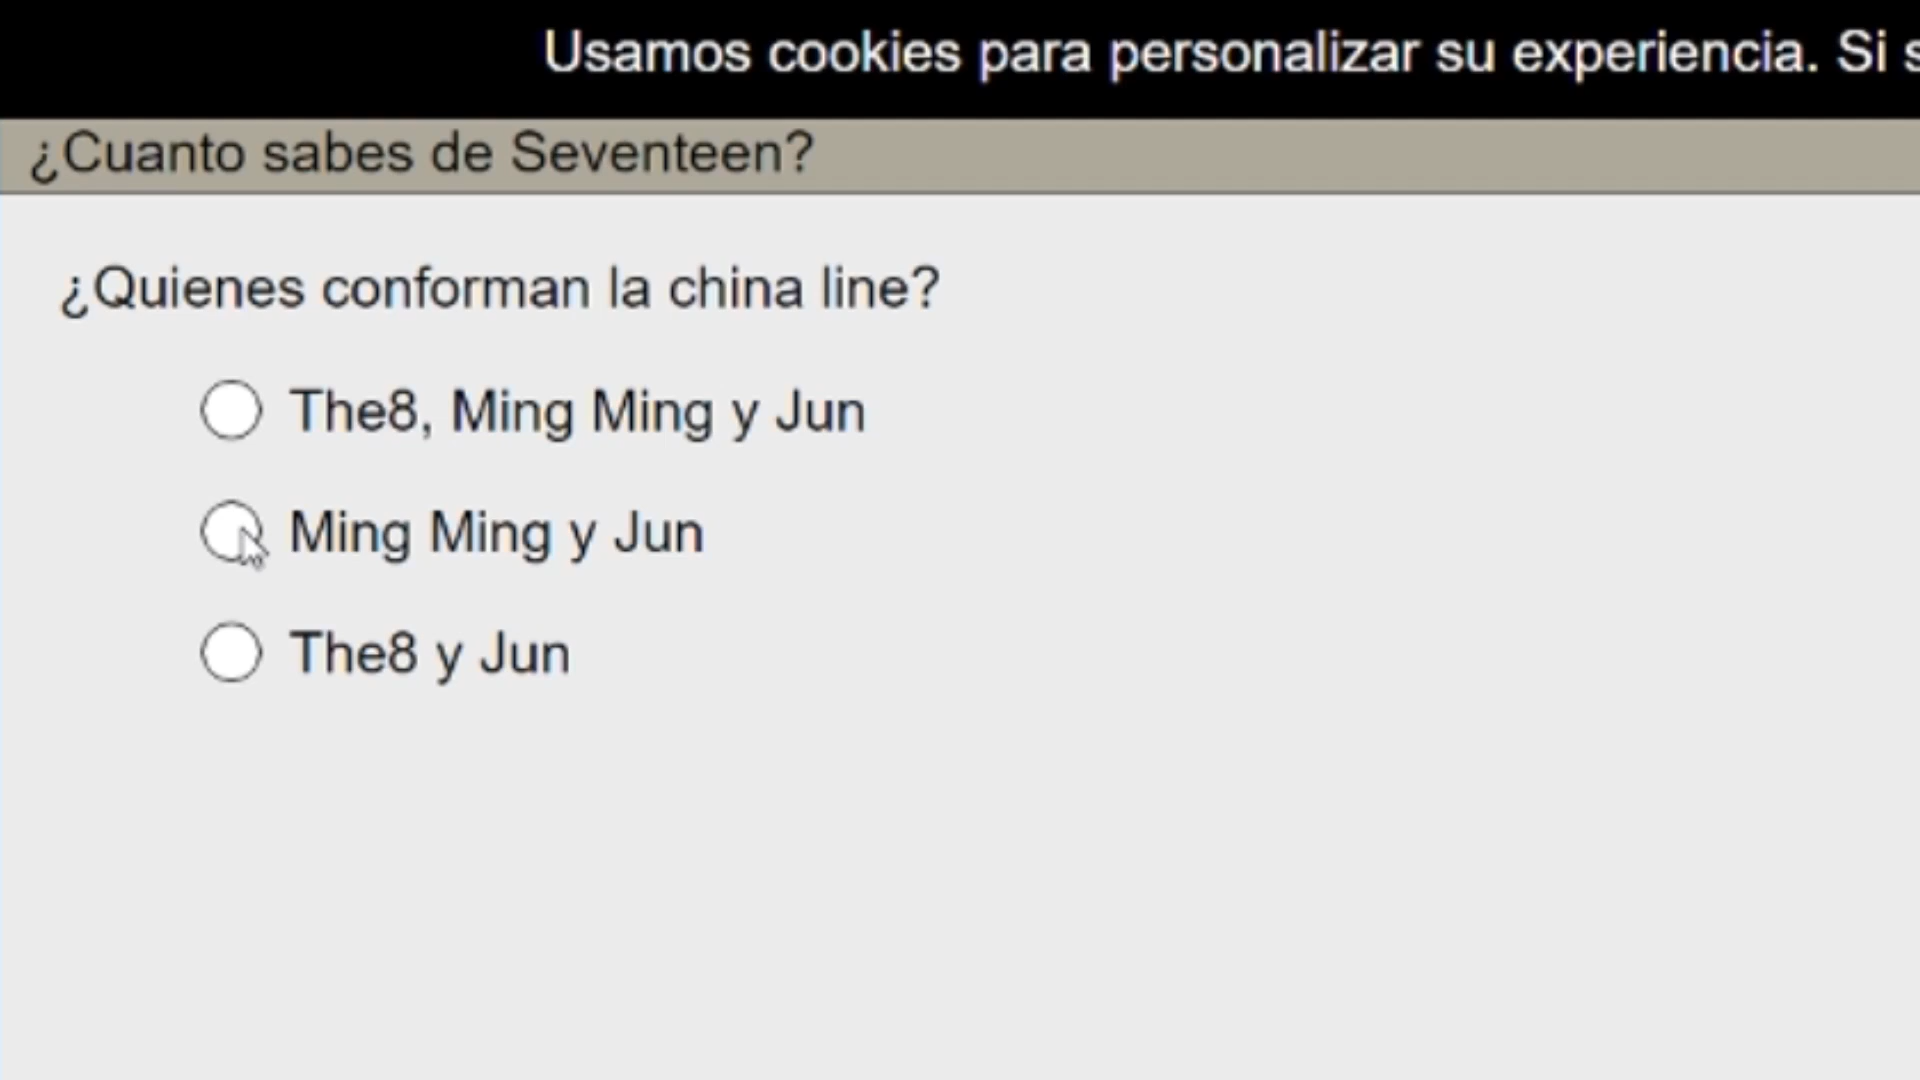 Usamos cookies para personalizar su experiencia. Si
¿Cuanto sabes de Seventeen?
¿Quienes conforman la china line?
The8, Ming Ming y Jun
Ming Ming y Jun
The8 y Jun